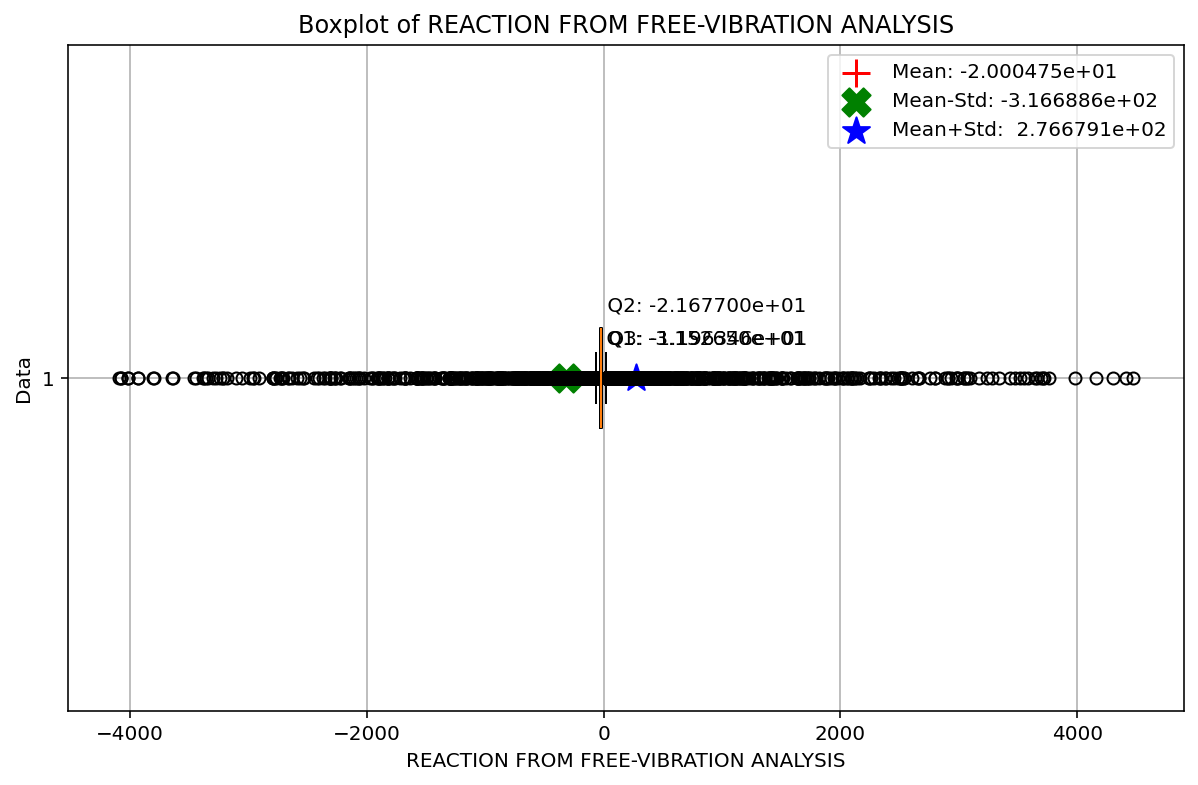 Boxplot of REACTION FROM FREE-VIBRATION ANALYSIS
Mean: -2.000475e+01
Mean-Std: -3.166886e+02
Mean+Std: 2.766791e+02
Q2: -2.167700e+01
Data
1
−4000
−2000
0
2000
4000
REACTION FROM FREE-VIBRATION ANALYSIS